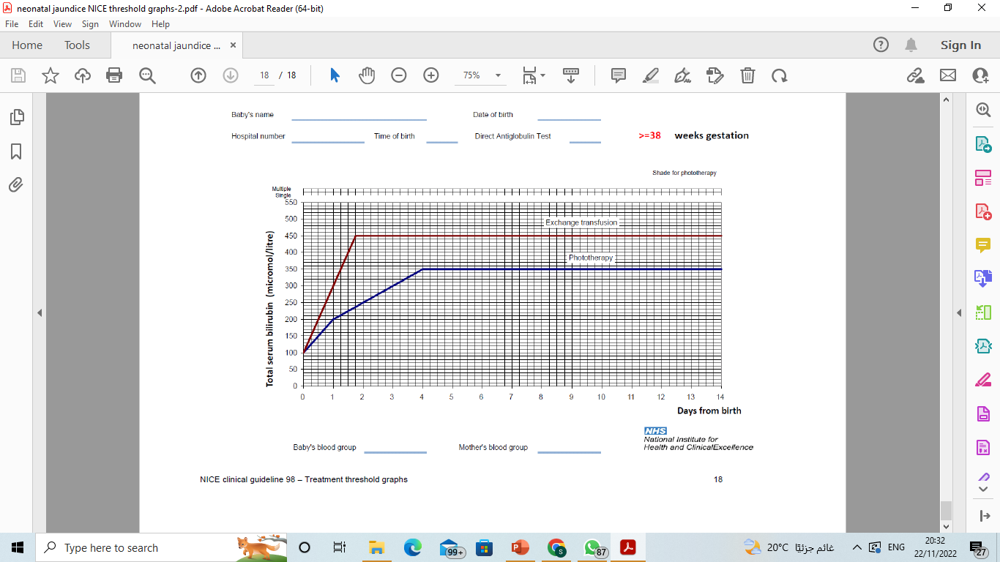 neonatal jaundice NICE threshold graphs-2.pdf - Adobe Acrobat Reader (64-bit)
File Edit View Sign Window Help
Home Tools neonatal jaundice ... × Sign In
18 / 18 75%
Baby's name Date of birth
Hospital number Time of birth Direct Antiglobulin Test >=38 weeks gestation
Shade for phototherapy
Multiple
Single
550
500
450
400
350
300
250
200
150
100
50
0
Total serum bilirubin (micromol/litre)
Exchange transfusion
Phototherapy
0 1 2 3 4 5 6 7 8 9 10 11 12 13 14
Days from birth
NHS
National Institute for
Health and ClinicalExcellence
Baby's blood group Mother's blood group
NICE clinical guideline 98 – Treatment threshold graphs 18
Type here to search 99+ 87 20°C غائم جزئيًا ENG 20:32
22/11/2022 27